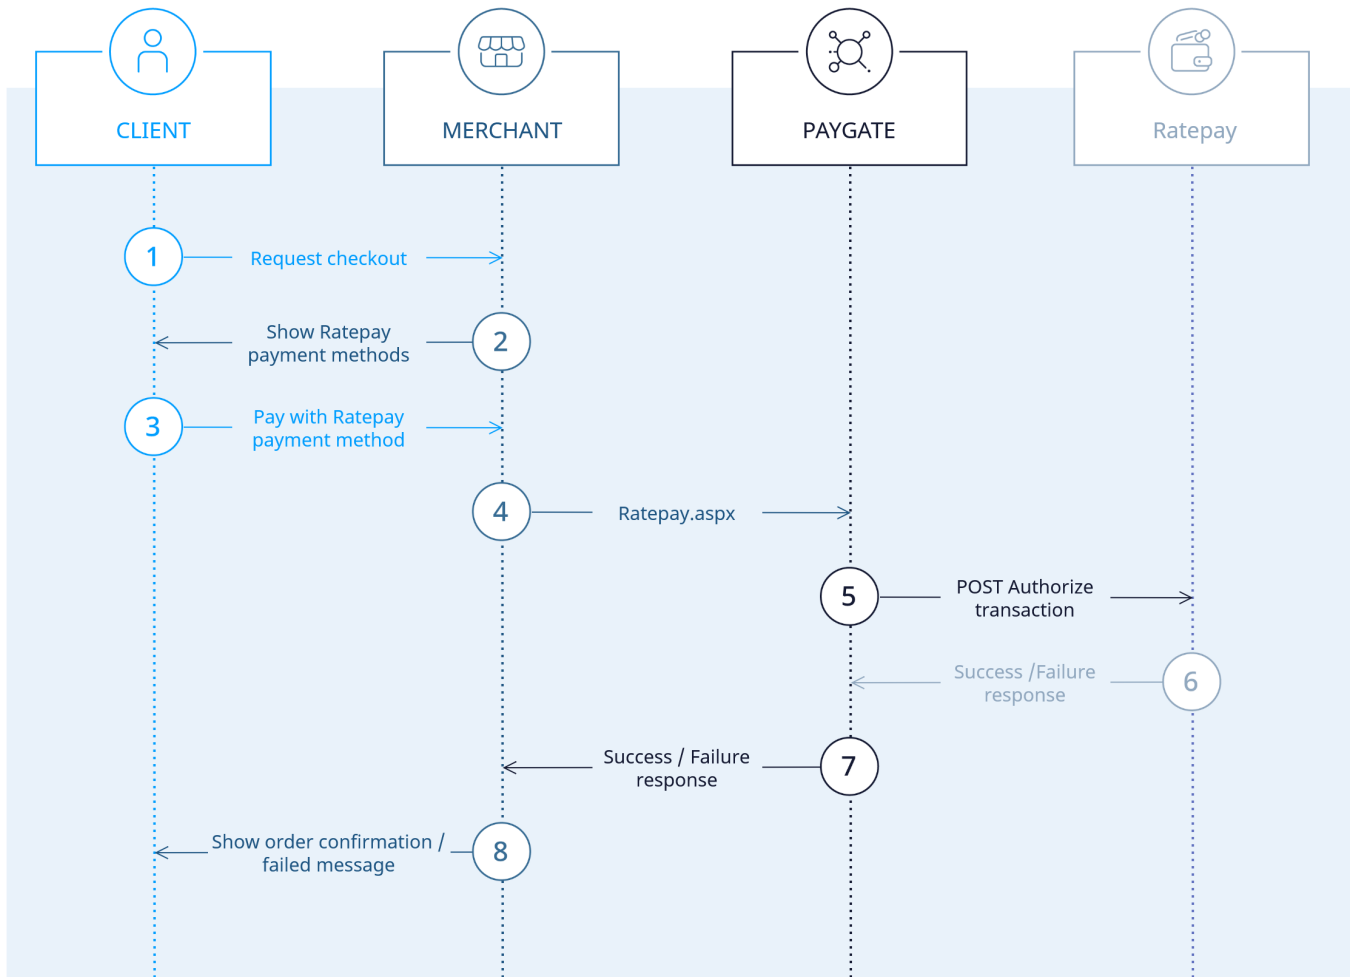 CLIENT
MERCHANT
PAYGATE
Ratepay
1
Request checkout
Show Ratepay
payment methods
2
3
Pay with Ratepay
payment method
4
Ratepay.aspx
5
POST Authorize
transaction
Success /Failure
response
6
Success / Failure
response
7
Show order confirmation /
failed message
8